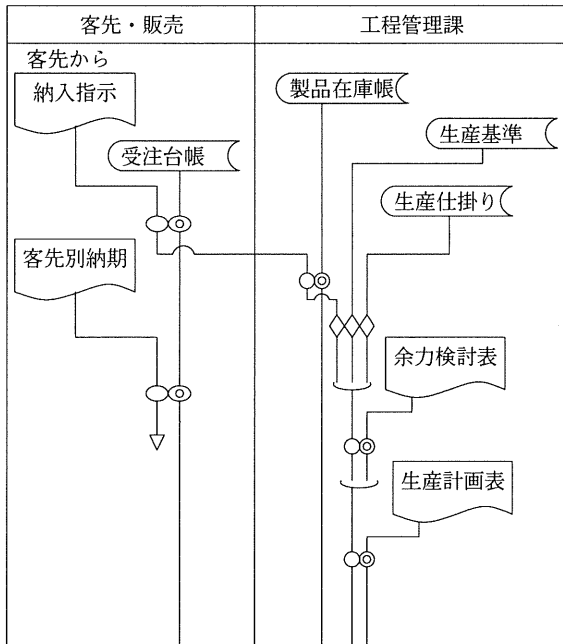 客先・販売
工程管理課
客先から
納入指示
製品在庫帳
受注台帳
生産基準
生産仕掛り
客先別納期
余力検討表
生産計画表